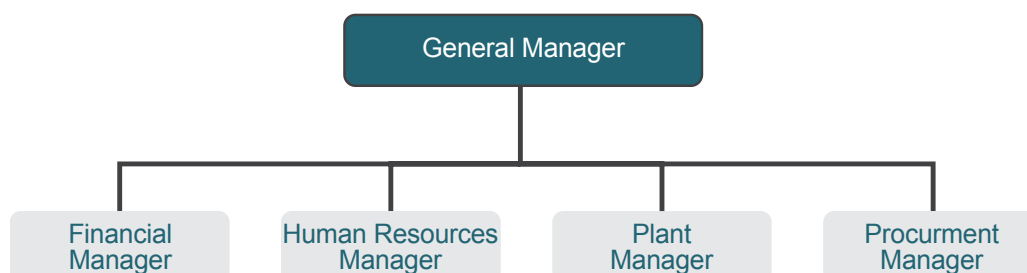 General Manager
Financial
Manager
Human Resources
Manager
Plant
Manager
Procurment
Manager